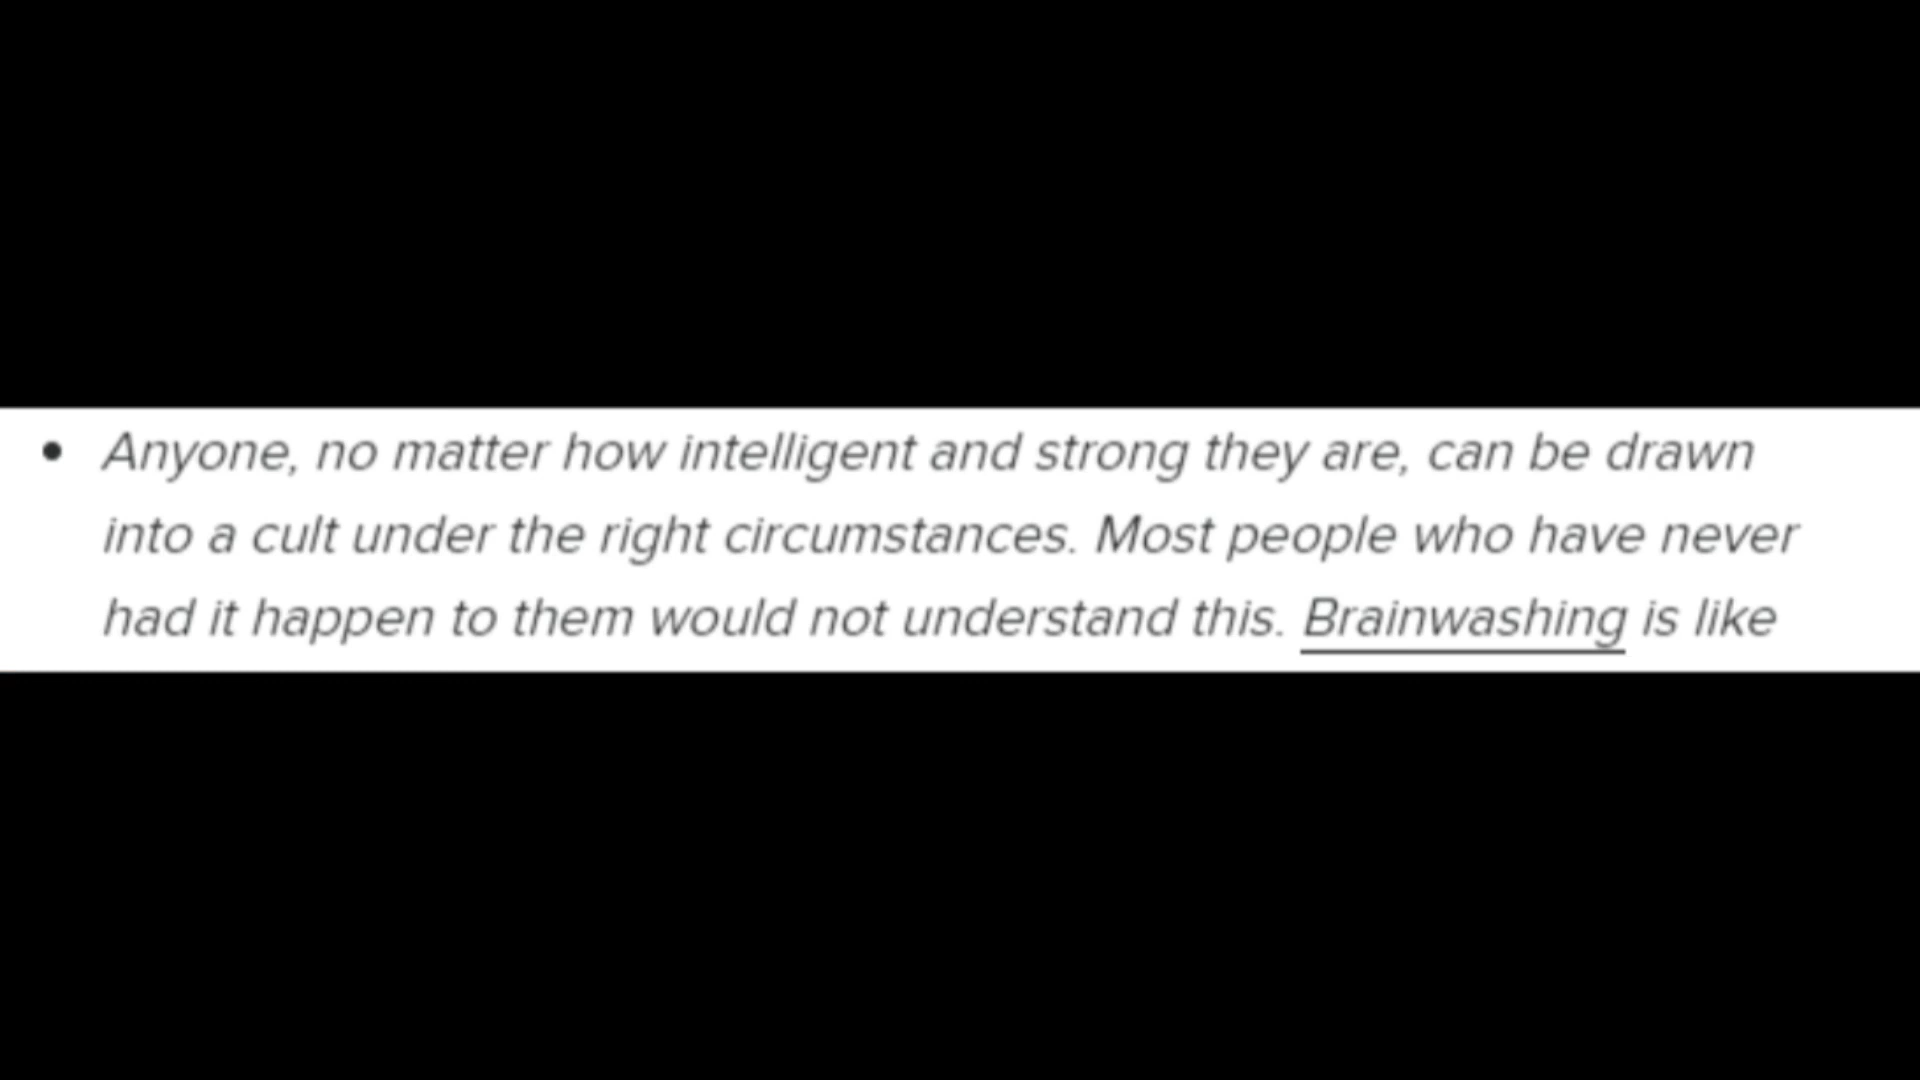 • Anyone, no matter how intelligent and strong they are, can be drawn
into a cult under the right circumstances. Most people who have never
had it happen to them would not understand this. Brainwashing is like